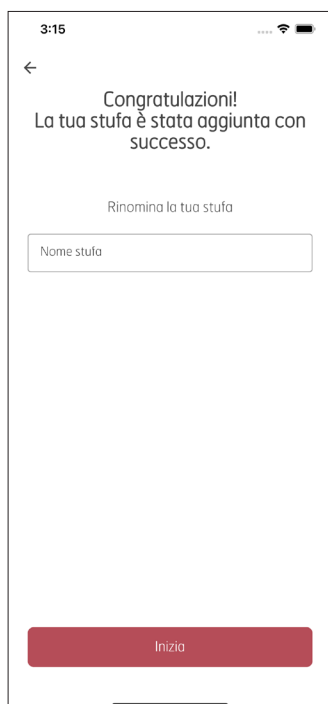 3:15
Congratulazioni!
La tua stufa è stata aggiunta con
successo.
Rinomina la tua stufa
Nome stufa
Inizia